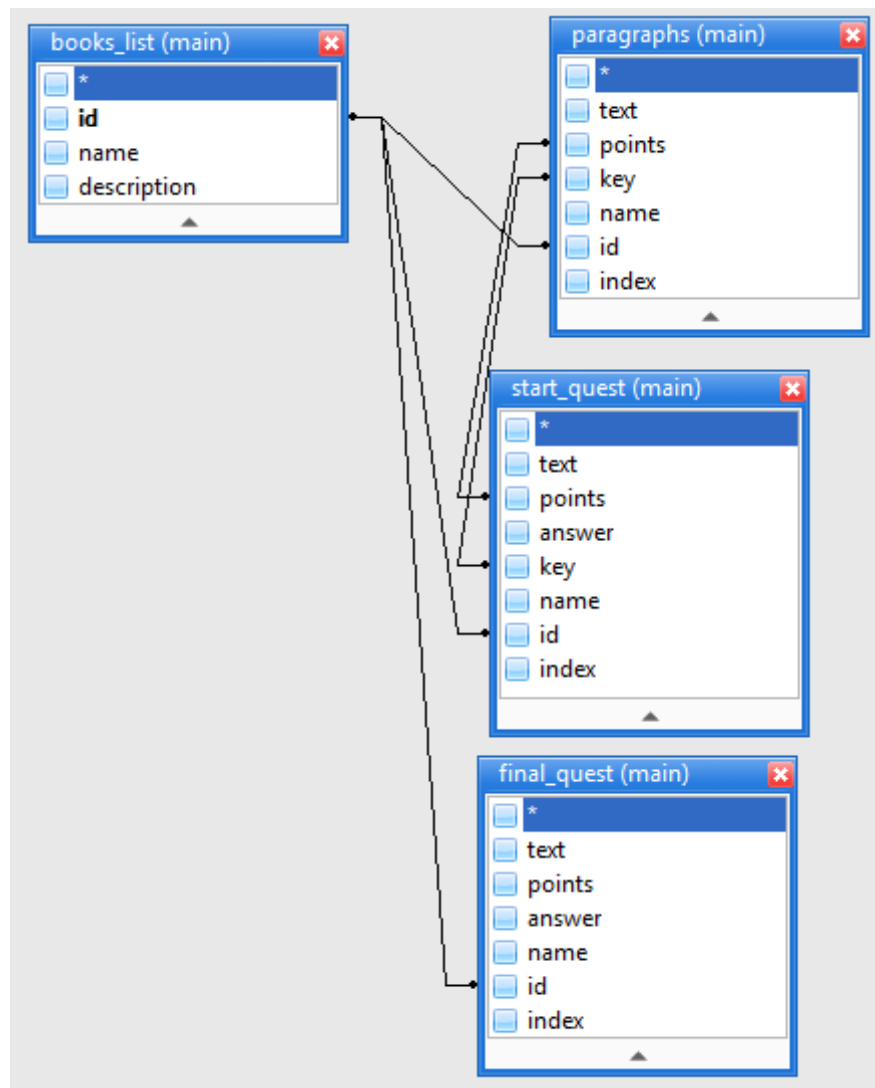 books_list (main)
*
id
name
description
paragraphs (main)
*
text
points
key
name
id
index
start_quest (main)
*
text
points
answer
key
name
id
index
final_quest (main)
*
text
points
answer
name
id
index